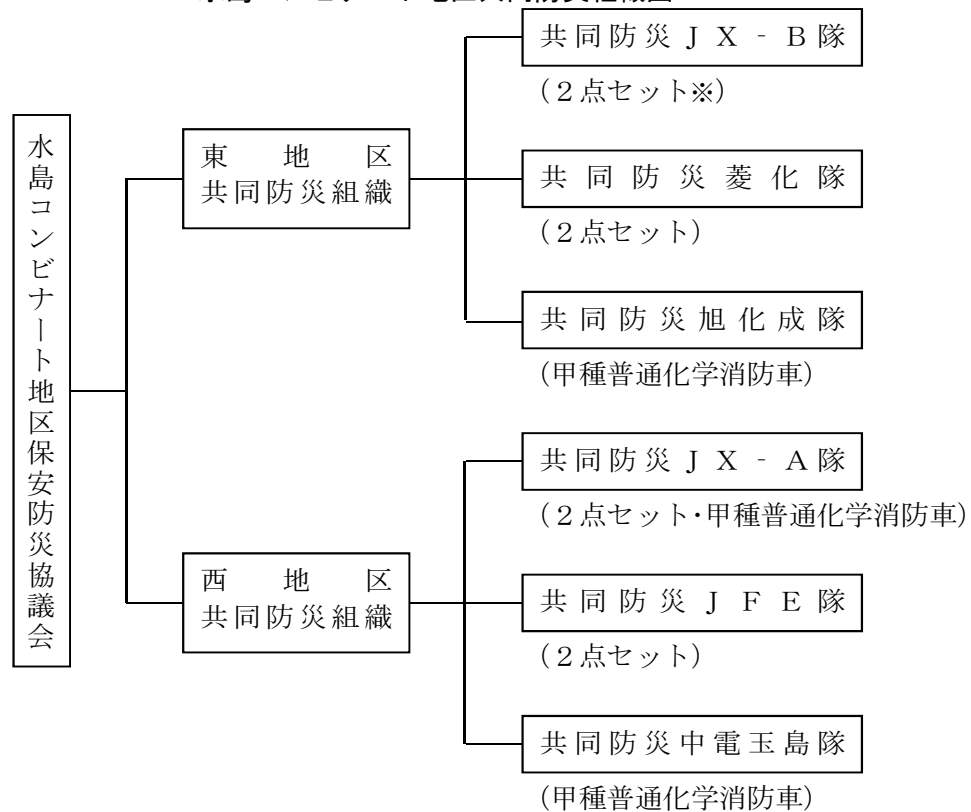 水島コンビナート地区保安防災協議会
東地区
共同防災組織
共同防災JX‐B隊
(2点セット※)
共同防災菱化隊
(2点セット)
共同防災旭化成隊
(甲種普通化学消防車)
西地区
共同防災組織
共同防災JX‐A隊
(2点セット・甲種普通化学消防車)
共同防災JFE隊
(2点セット)
共同防災中電玉島隊
(甲種普通化学消防車)